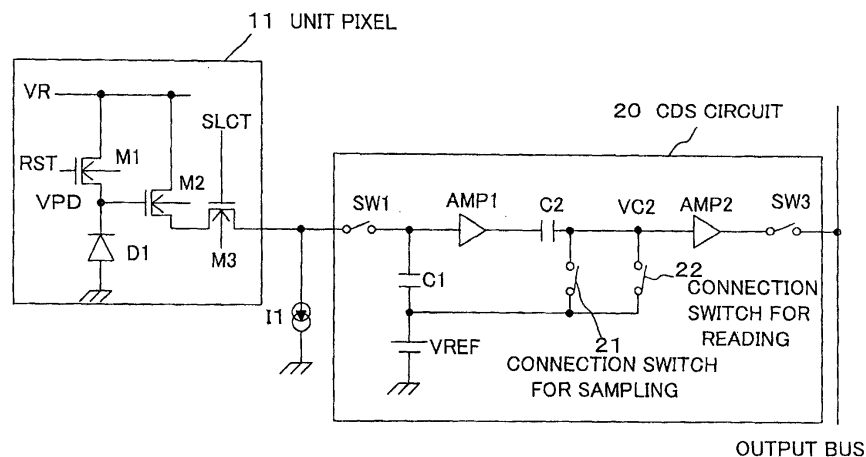 11 UNIT PIXEL
VR
SLCT
20 CDS CIRCUIT
RST
M1
VPD
M2
SW1
AMP1
C2
VC2
AMP2
SW3
D1
M3
C1
22
CONNECTION
SWITCH FOR
READING
I1
VREF
21
CONNECTION SWITCH
FOR SAMPLING
OUTPUT BUS